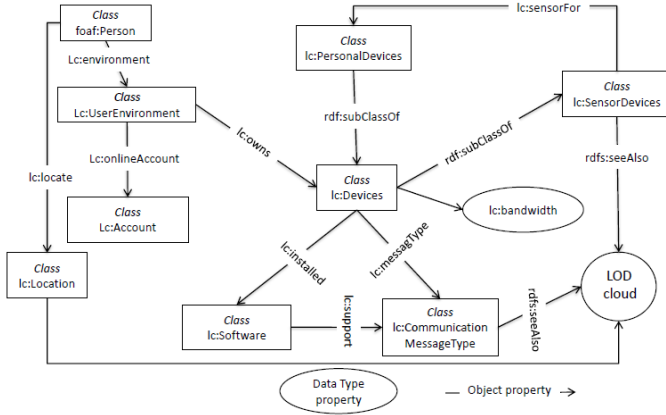 Class
foaf:Person
lc:sensorFor
Class
lc:PersonalDevices
Lc:environment
Class
lc:SensorDevices
Class
Lc:UserEnvironment
rdf:subClassOf
rdf:subClassOf
lc:owns
rdfs:seeAlso
Lc:onlineAccount
lc:locate
Class
lc:Devices
Class
Lc:Account
lc:bandwidth
Class
lc:Location
lc:installed
lc:messagType
LOD
cloud
Class
lc:Software
lc:support
Class
lc:Communication
MessageType
rdfs:seeAlso
Data Type
property
Object property